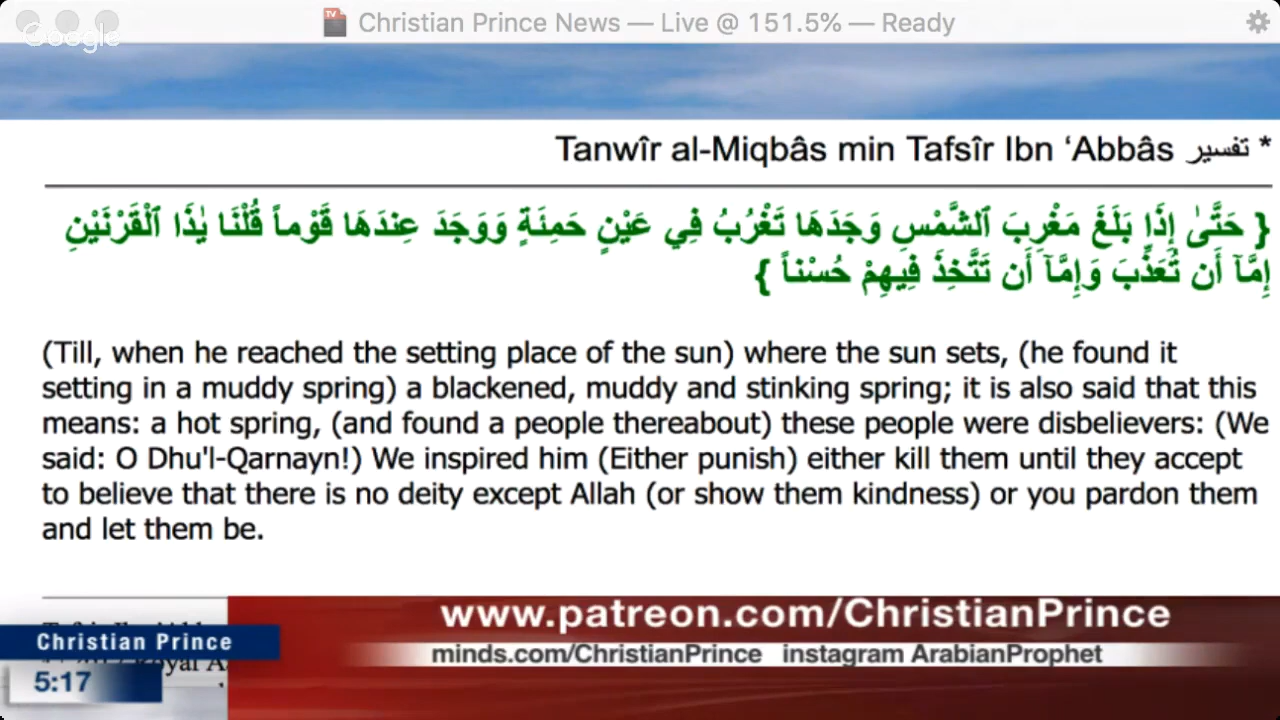 Google
Christian Prince News — Live @ 151.5% — Ready
Tanwîr al-Miqbâs min Tafsîr Ibn ‘Abbâs تفسير *
{ حَتَّىٰ إِذَا بَلَغَ مَغْرِبَ ٱلشَّمْسِ وَجَدَهَا تَغْرُبُ فِي عَيْنٍ حَمِئَةٍ وَوَجَدَ عِندَهَا قَوْماً قُلْنَا يٰذَا ٱلْقَرْنَيْنِ
إِمَّآ أَن تُعَذِّبَ وَإِمَّآ أَن تَتَّخِذَ فِيهِمْ حُسْناً }
(Till, when he reached the setting place of the sun) where the sun sets, (he found it
setting in a muddy spring) a blackened, muddy and stinking spring; it is also said that this
means: a hot spring, (and found a people thereabout) these people were disbelievers: (We
said: O Dhu'l-Qarnayn!) We inspired him (Either punish) either kill them until they accept
to believe that there is no deity except Allah (or show them kindness) or you pardon them
and let them be.
www.patreon.com/ChristianPrince
Christian Prince
minds.com/ChristianPrince instagram ArabianProphet
5:17